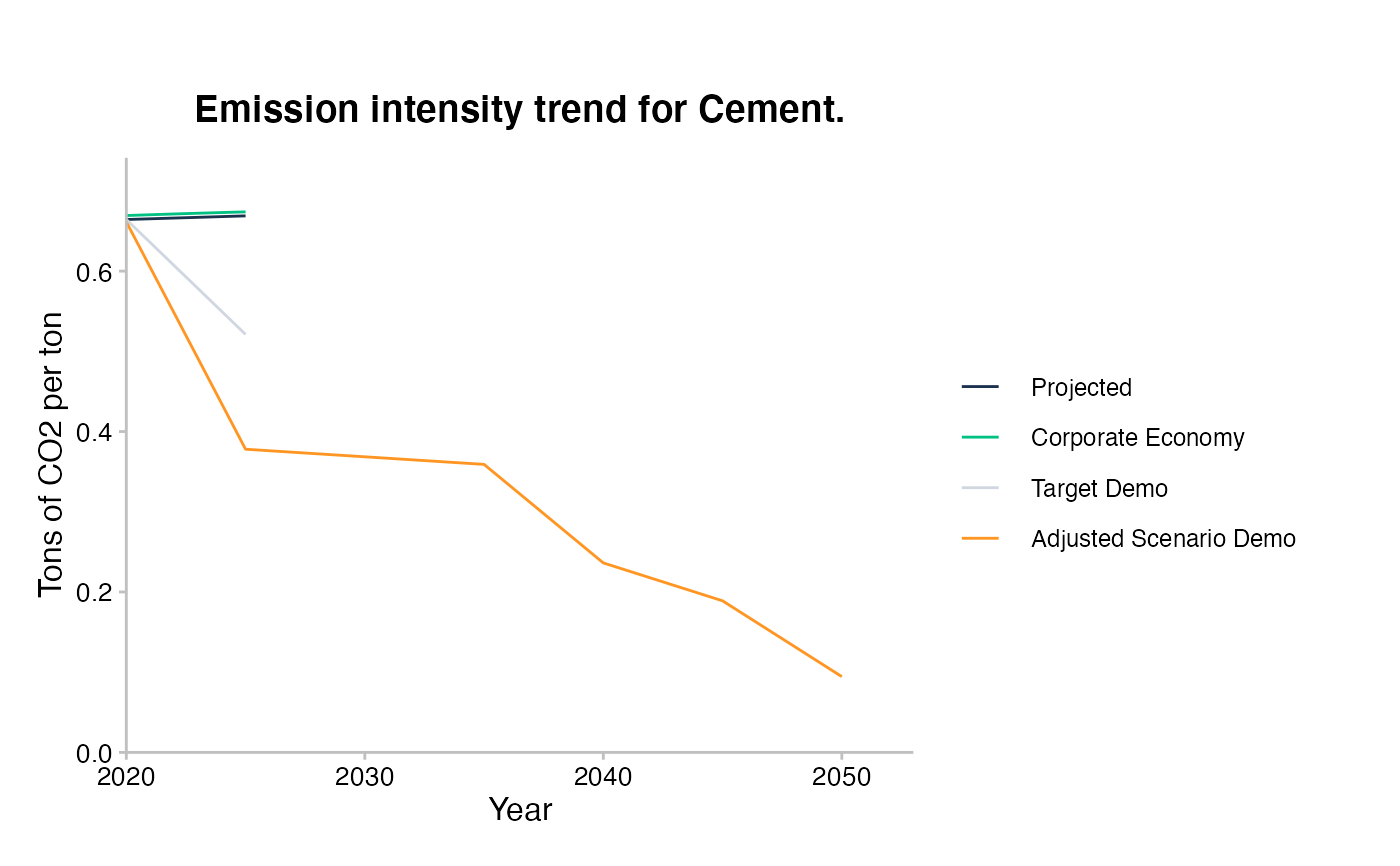 Emission intensity trend for Cement.
Tons of CO2 per ton
0.6
0.4
0.2
0.0
2020 2030 2040 2050
Year
Projected
Corporate Economy
Target Demo
Adjusted Scenario Demo